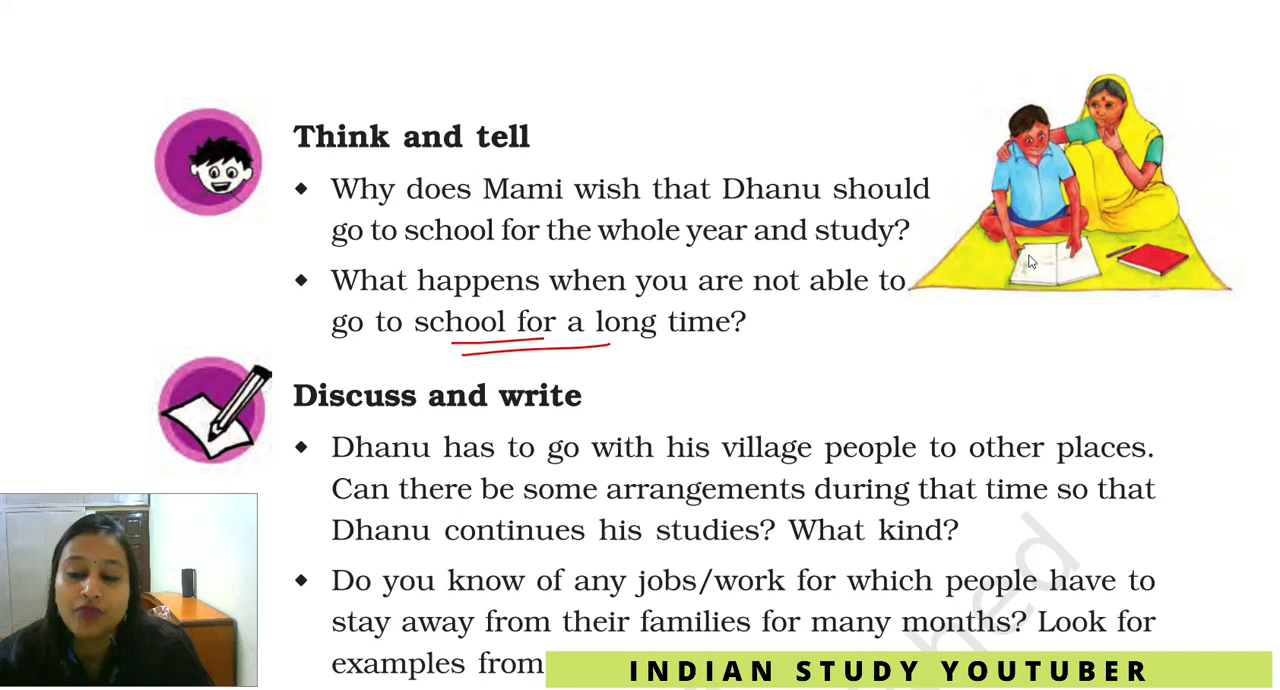 Think and tell
◆ Why does Mami wish that Dhanu should
go to school for the whole year and study?
◆ What happens when you are not able to
go to school for a long time?
Discuss and write
◆ Dhanu has to go with his village people to other places.
Can there be some arrangements during that time so that
Dhanu continues his studies? What kind?
◆ Do you know of any jobs/work for which people have to
stay away from their families for many months? Look for
examples from
INDIAN STUDY YOUTUBER